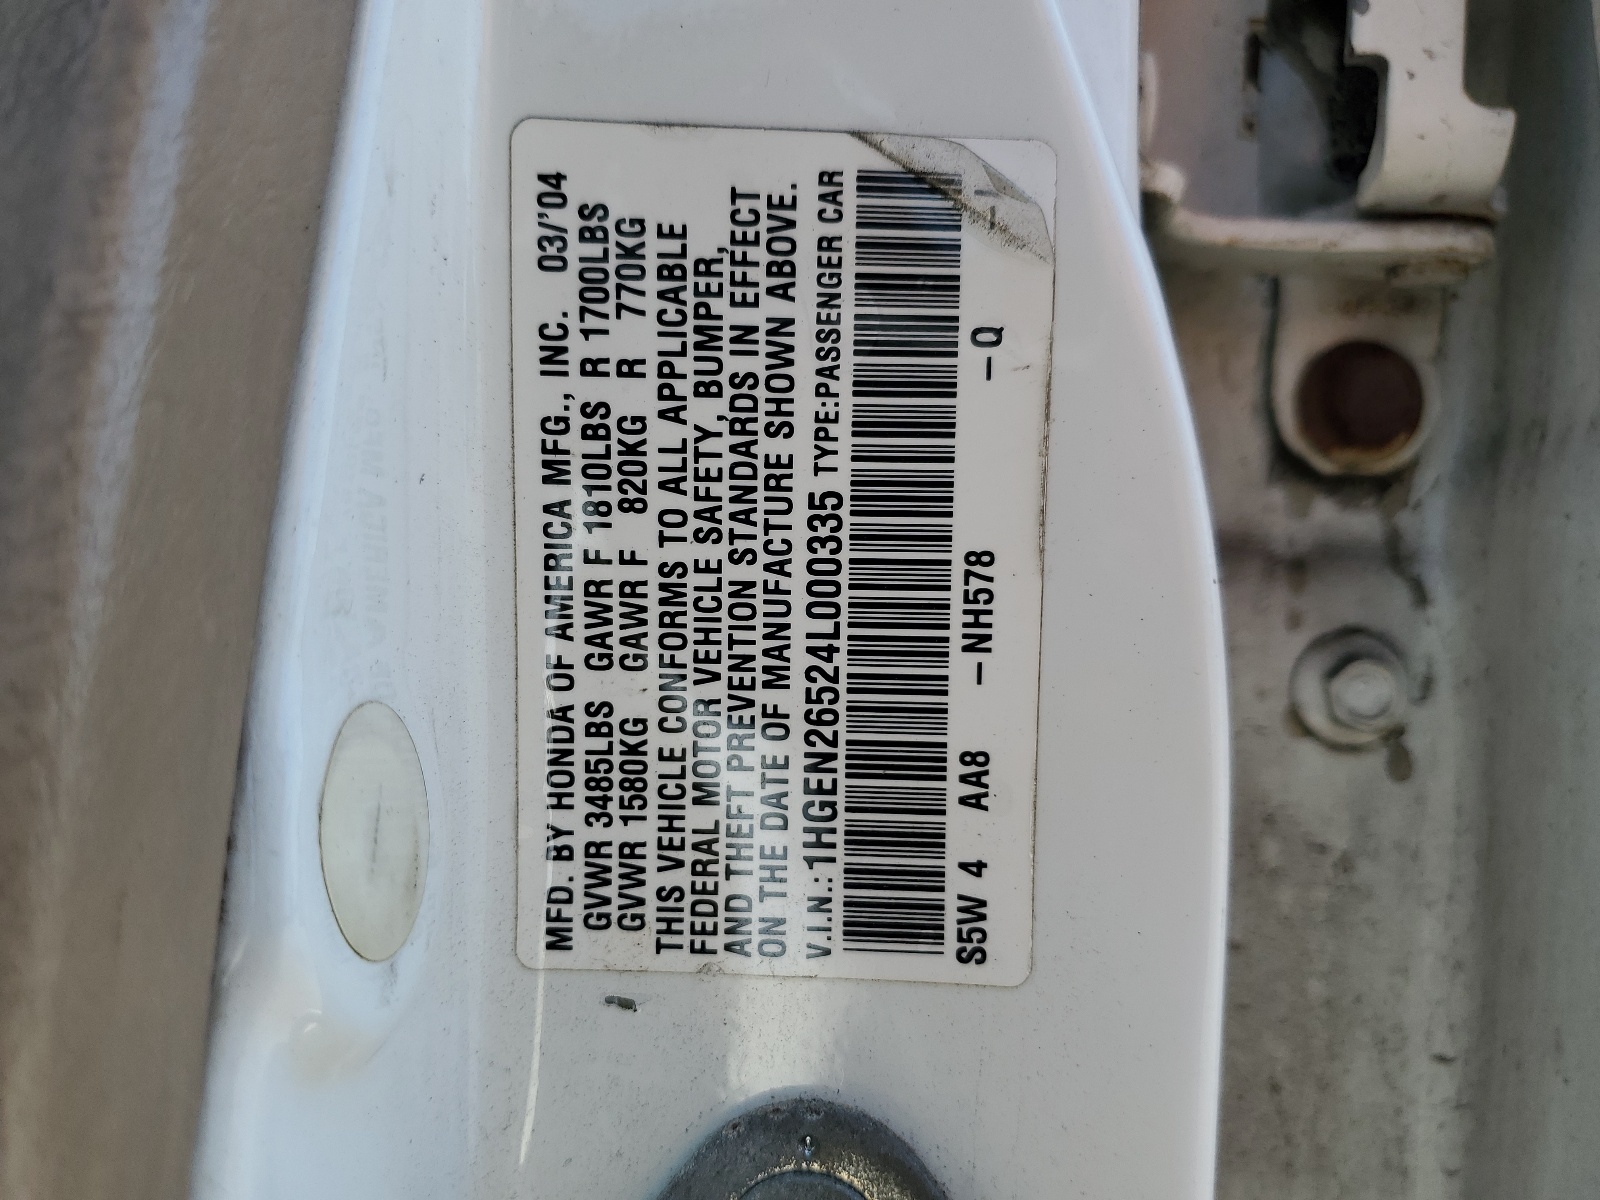 MFD. BY HONDA OF AMERICA MFG., INC. 03/'04
GVWR 3485LBS GAWR F 1810LBS R 1700LBS
GVWR 1580KG GAWR F 820KG R 770KG
THIS VEHICLE CONFORMS TO ALL APPLICABLE
FEDERAL MOTOR VEHICLE SAFETY, BUMPER,
AND THEFT PREVENTION STANDARDS IN EFFECT
ON THE DATE OF MANUFACTURE SHOWN ABOVE.
V.I.N.: 1HGEN26524L000335 TYPE:PASSENGER CAR
S5W 4 AA8 –NH578 –Q